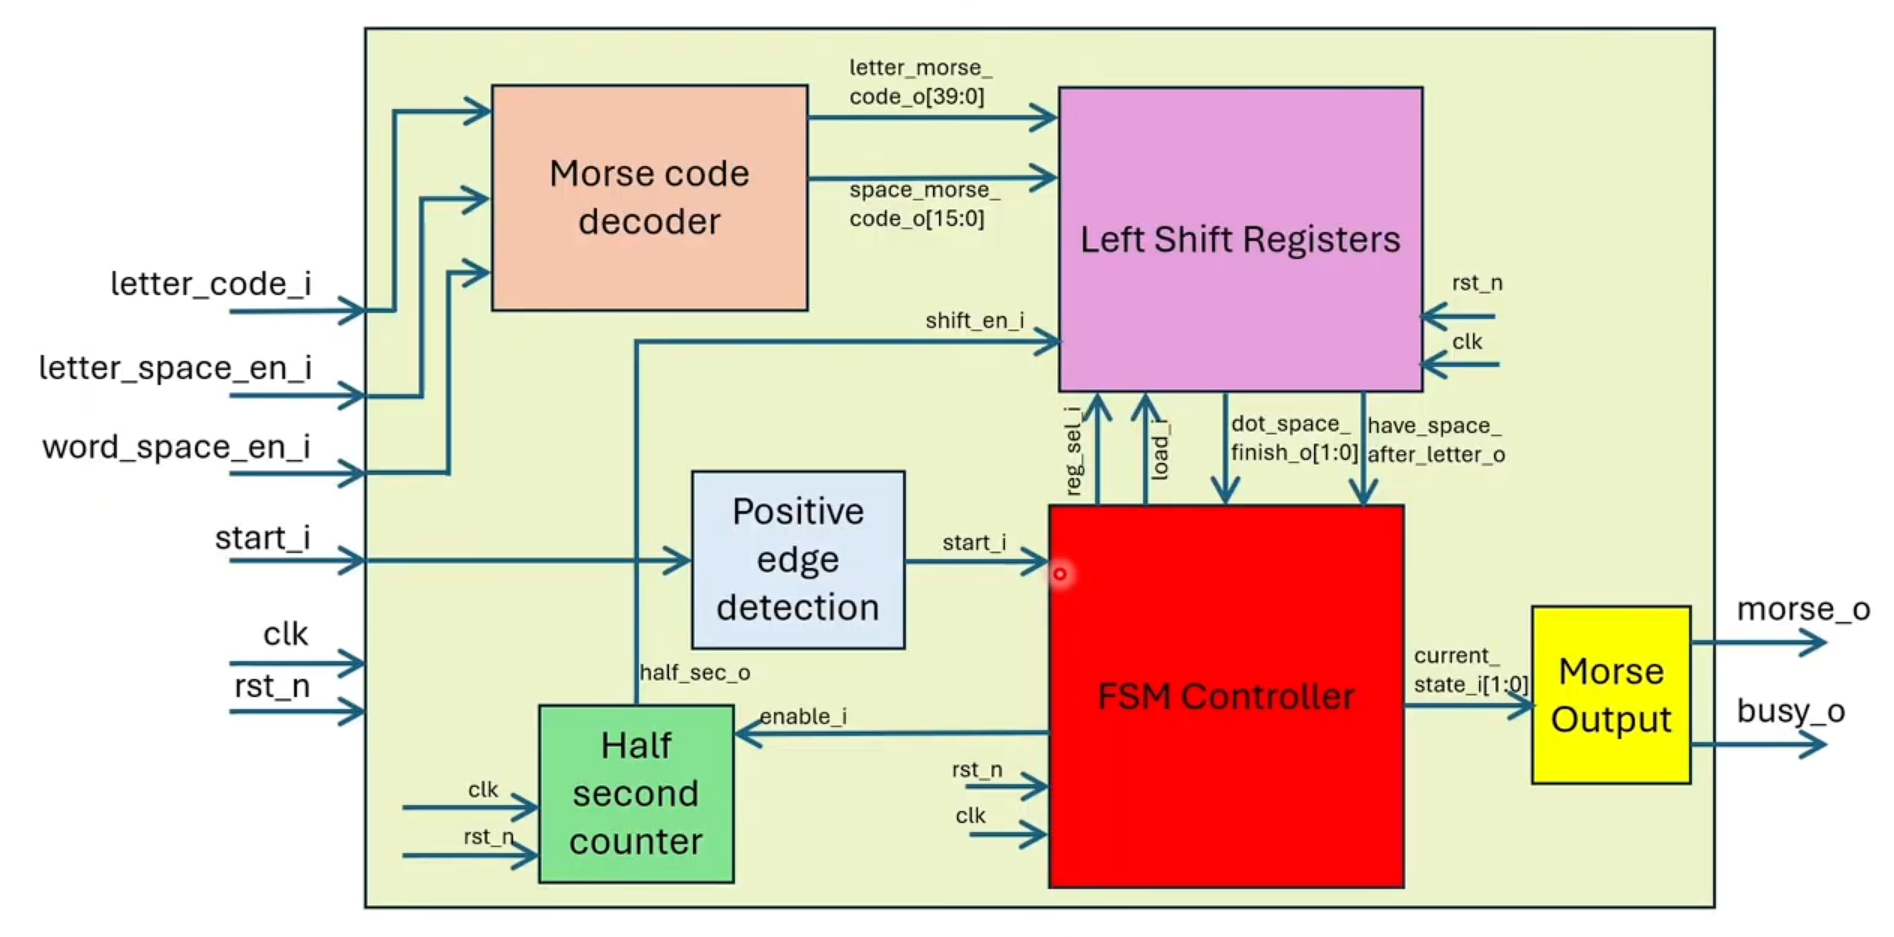 letter_morse_
code_o[39:0]
Morse code
decoder
space_morse_
code_o[15:0]
Left Shift Registers
letter_code_i
rst_n
shift_en_i
clk
letter_space_en_i
reg_sel_i
load_i
dot_space_
finish_o[1:0]
have_space_
after_letter_o
word_space_en_i
Positive
edge
detection
start_i
start_i
clk
rst_n
half_sec_o
FSM Controller
current_
state_i[1:0]
Morse
Output
morse_o
busy_o
enable_i
Half
second
counter
clk
rst_n
rst_n
clk